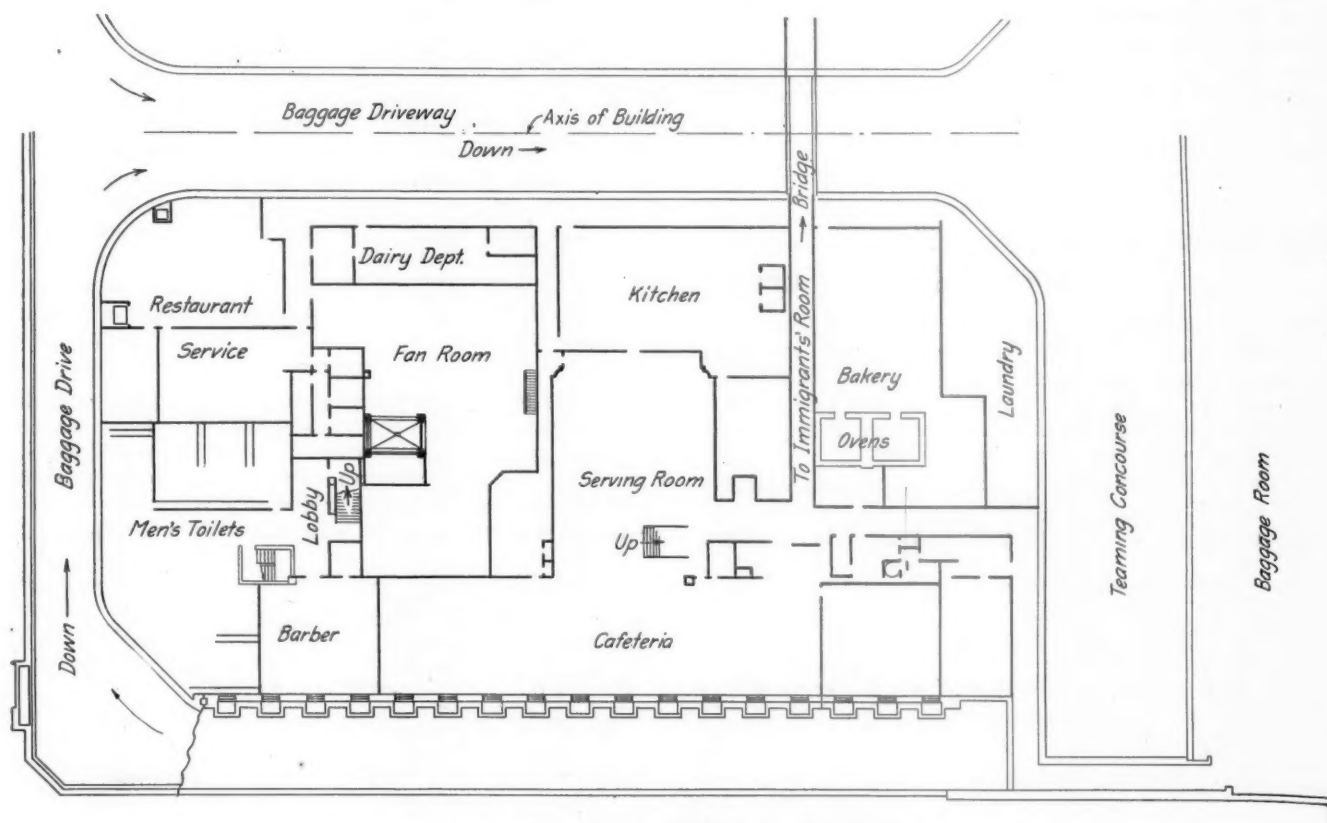 Baggage Driveway
Axis of Building
Down
Bridge
Dairy Dept.
Restaurant
Kitchen
To Immigrants' Room
Service
Fan Room
Bakery
Laundry
Baggage Drive
Ovens
Up
Serving Room
Teaming Concourse
Baggage Room
Men's Toilets
Lobby
Up
Down
Barber
Cafeteria